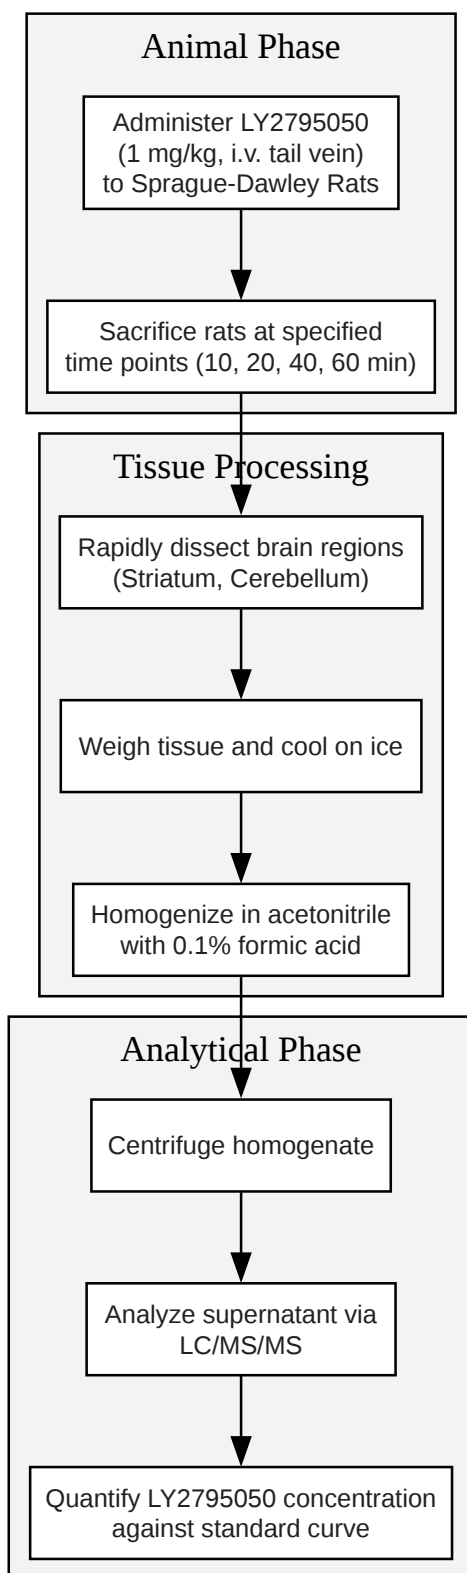 Animal Phase
Administer LY2795050
(1 mg/kg, i.v. tail vein)
to Sprague-Dawley Rats
Sacrifice rats at specified
time points (10, 20, 40, 60 min)
Tissue Processing
Rapidly dissect brain regions
(Striatum, Cerebellum)
Weigh tissue and cool on ice
Homogenize in acetonitrile
with 0.1% formic acid
Analytical Phase
Centrifuge homogenate
Analyze supernatant via
LC/MS/MS
Quantify LY2795050 concentration
against standard curve